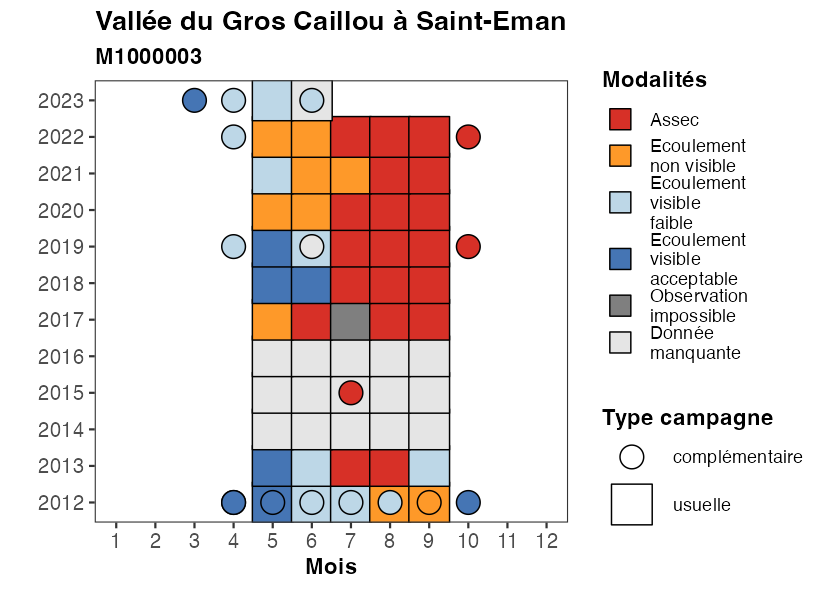 Vallée du Gros Caillou à Saint-Eman
M1000003
2023
2022
2021
2020
2019
2018
2017
2016
2015
2014
2013
2012
1 2 3 4 5 6 7 8 9 10 11 12
Mois
Modalités
Assec
Ecoulement
non visible
Ecoulement
visible
faible
Ecoulement
visible
acceptable
Observation
impossible
Donnée
manquante
Type campagne
complémentaire
usuelle